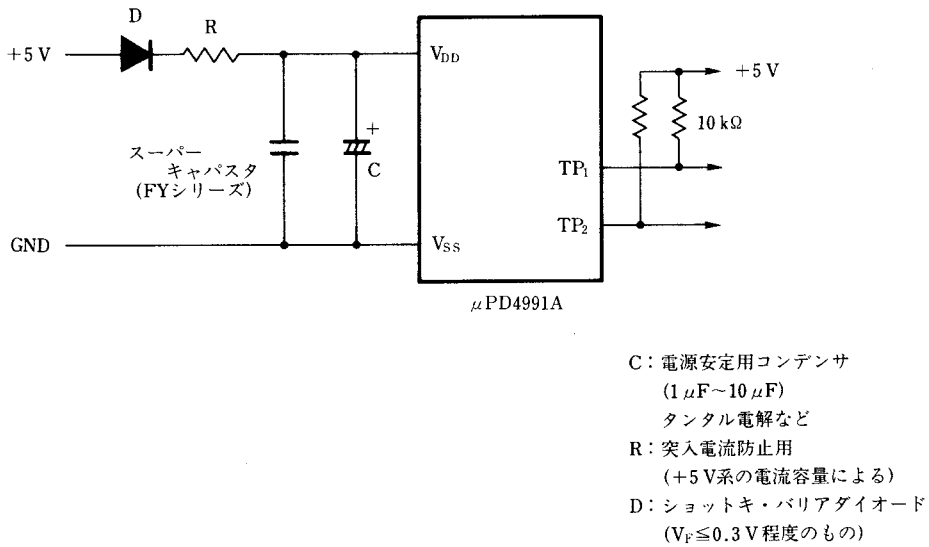 D
R
+5 V
V_DD
+5 V
+
10 kΩ
スーパー
キャパスタ
(FYシリーズ)
C
TP₁
TP₂
GND
V_SS
μPD4991A
C：電源安定用コンデンサ
(1 μF～10 μF)
タンタル電解など
R：突入電流防止用
(+5 V系の電流容量による)
D：ショットキ・バリアダイオード
(V_F≦0.3 V程度のもの)